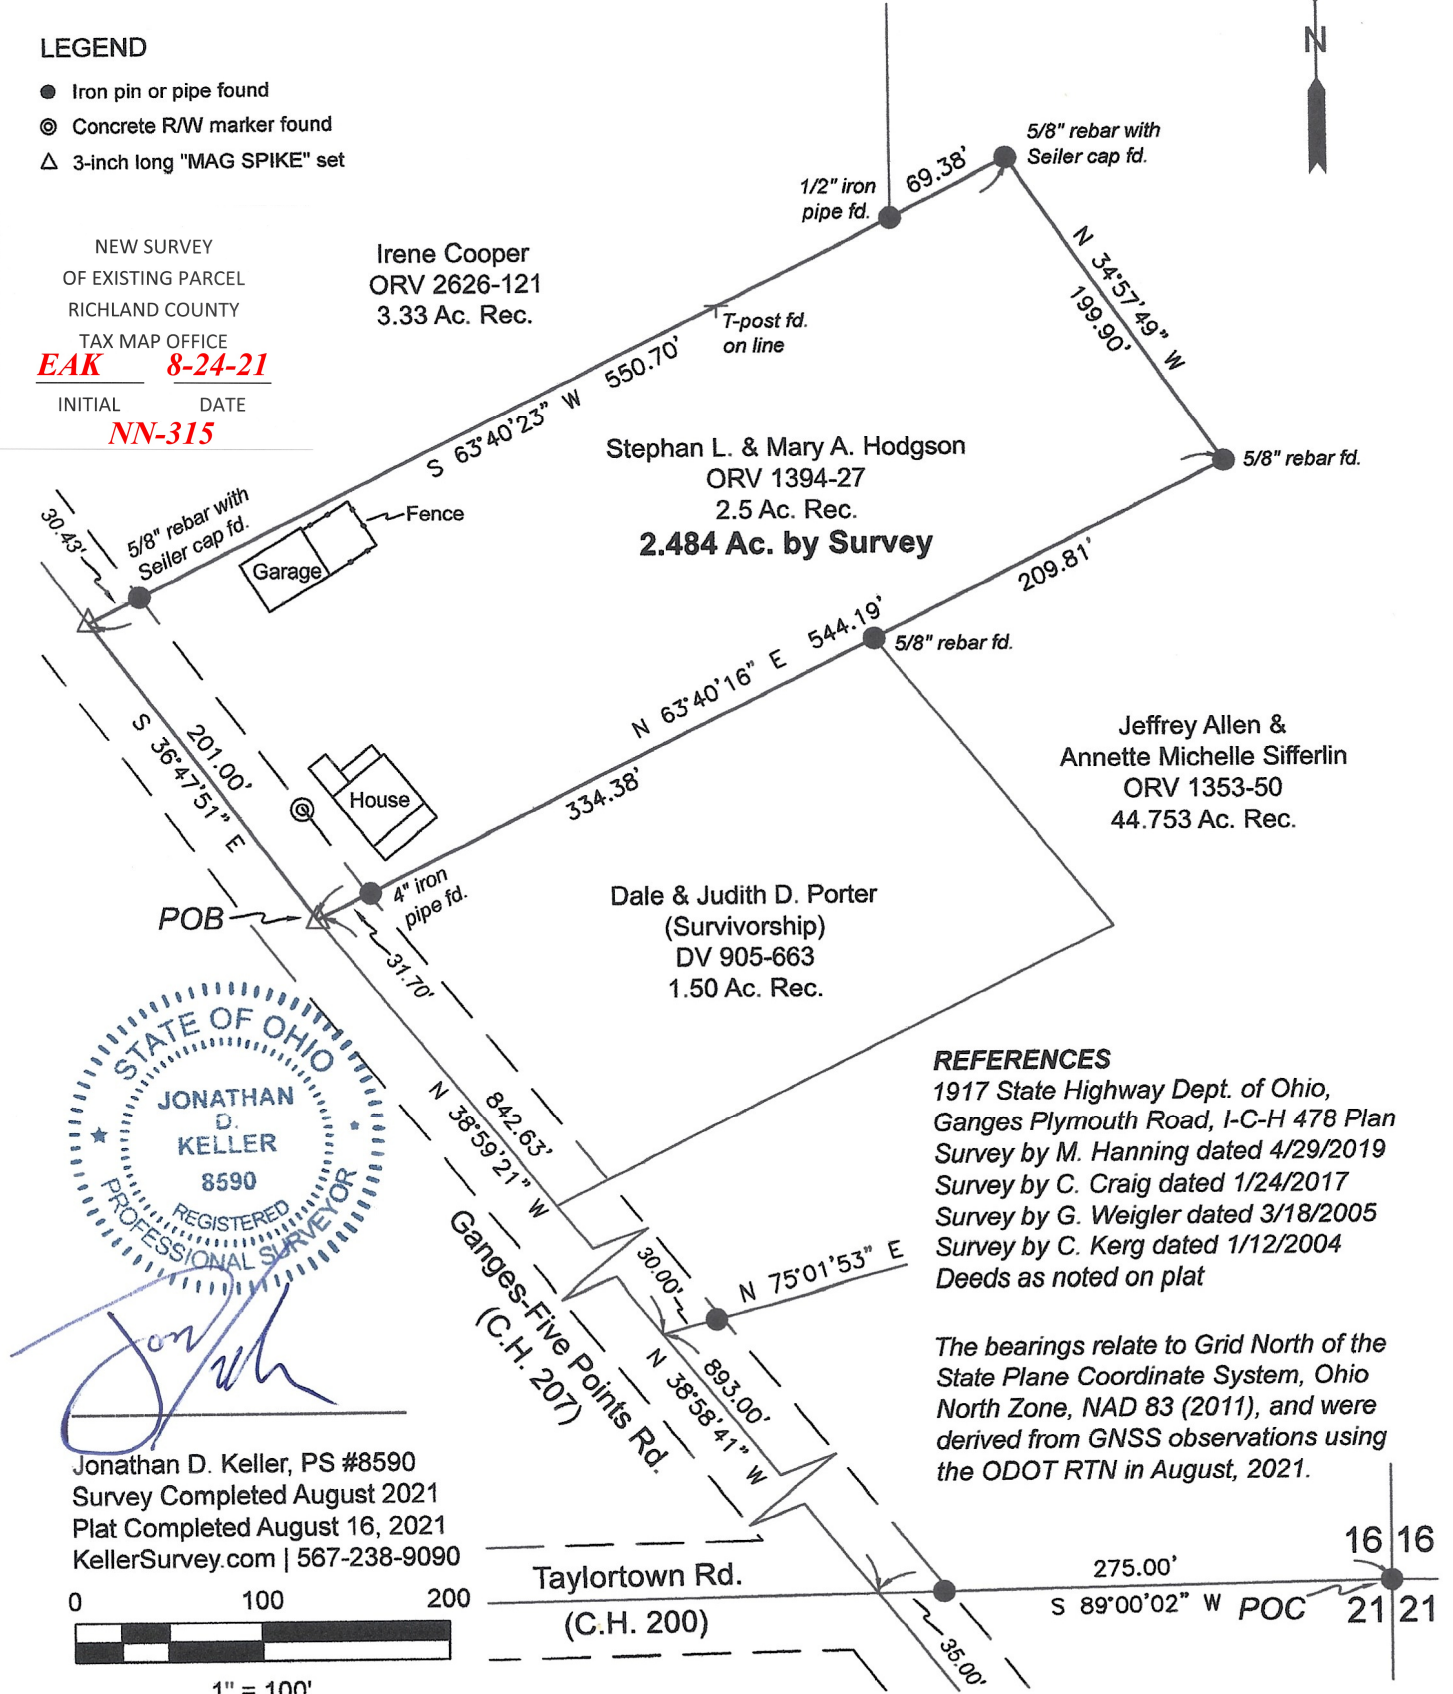 LEGEND
Iron pin or pipe found
Concrete R/W marker found
3-inch long "MAG SPIKE" set
N
NEW SURVEY
OF EXISTING PARCEL
RICHLAND COUNTY
TAX MAP OFFICE
EAK 8-24-21
INITIAL DATE
NN-315
Irene Cooper
ORV 2626-121
3.33 Ac. Rec.
1/2" iron
pipe fd.
69.38'
5/8" rebar with
Seiler cap fd.
N 34°57'49" W
199.90'
T-post fd.
on line
S 63°40'23" W 550.70'
Stephan L. & Mary A. Hodgson
ORV 1394-27
2.5 Ac. Rec.
2.484 Ac. by Survey
5/8" rebar fd.
30.43'
5/8" rebar with
Seiler cap fd.
Fence
Garage
209.81'
N 63°40'16" E 544.19'
5/8" rebar fd.
334.38'
201.00'
S 36°47'51" E
House
4" iron
pipe fd.
POB
31.70'
Jeffrey Allen &
Annette Michelle Sifferlin
ORV 1353-50
44.753 Ac. Rec.
Dale & Judith D. Porter
(Survivorship)
DV 905-663
1.50 Ac. Rec.
STATE OF OHIO
JONATHAN
D.
KELLER
8590
REGISTERED
PROFESSIONAL SURVEYOR
842.63'
N 38°59'21" W
Ganges-Five Points Rd.
(C.H. 207)
30.00'
N 75°01'53" E
893.00'
N 38°58'41" W
REFERENCES
1917 State Highway Dept. of Ohio,
Ganges Plymouth Road, I-C-H 478 Plan
Survey by M. Hanning dated 4/29/2019
Survey by C. Craig dated 1/24/2017
Survey by G. Weigler dated 3/18/2005
Survey by C. Kerg dated 1/12/2004
Deeds as noted on plat
The bearings relate to Grid North of the
State Plane Coordinate System, Ohio
North Zone, NAD 83 (2011), and were
derived from GNSS observations using
the ODOT RTN in August, 2021.
Jonathan D. Keller, PS #8590
Survey Completed August 2021
Plat Completed August 16, 2021
KellerSurvey.com | 567-238-9090
0 100 200
1" = 100'
Taylortown Rd.
(C.H. 200)
275.00'
S 89°00'02" W
POC
16 16
21 21
35.00'